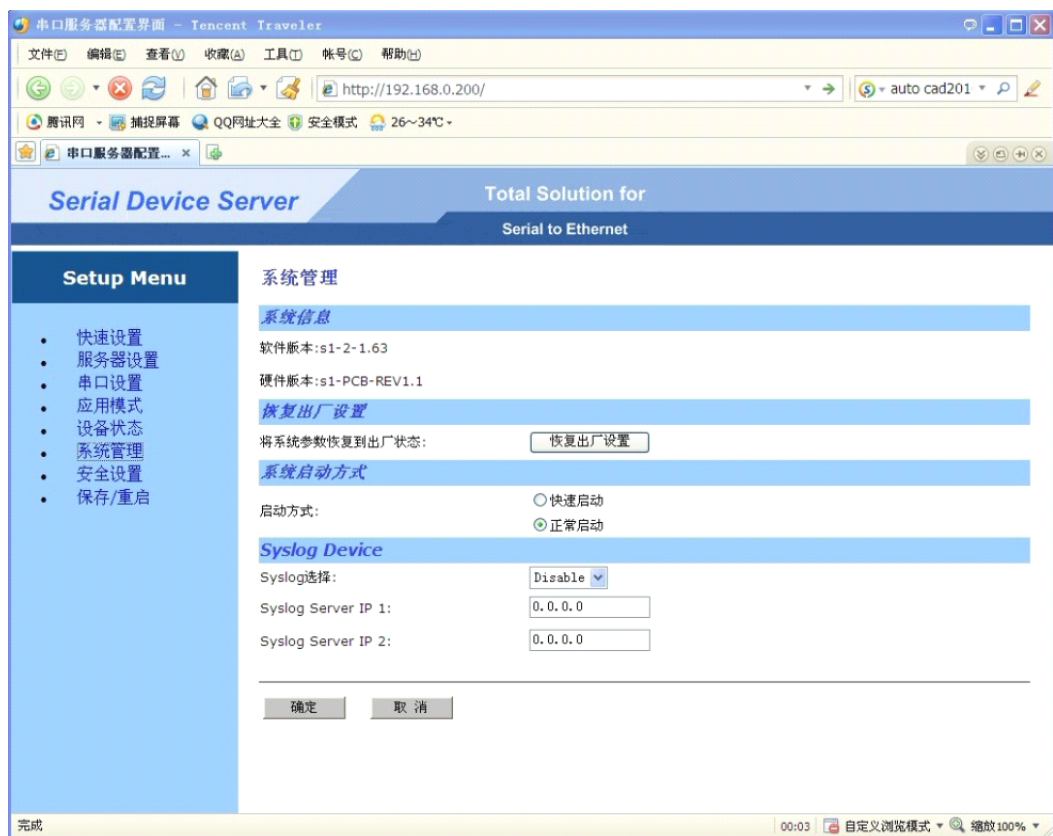 串口服务器配置界面 - Tencent Traveler
文件(F) 编辑(E) 查看(V) 收藏(A) 工具(T) 帐号(C) 帮助(H)
http://192.168.0.200/ auto cad201
腾讯网 捕捉屏幕 QQ网址大全 安全模式 26～34℃
串口服务器配置... ×
Serial Device Server
Total Solution for
Serial to Ethernet
Setup Menu
快速设置
服务器设置
串口设置
应用模式
设备状态
系统管理
安全设置
保存/重启
系统管理
系统信息
软件版本:s1-2-1.63
硬件版本:s1-PCB-REV1.1
恢复出厂设置
将系统参数恢复到出厂状态: 恢复出厂设置
系统启动方式
启动方式:
快速启动
正常启动
Syslog Device
Syslog选择: Disable
Syslog Server IP 1: 0.0.0.0
Syslog Server IP 2: 0.0.0.0
确定 取 消
完成 00:03 自定义浏览模式 缩放100%